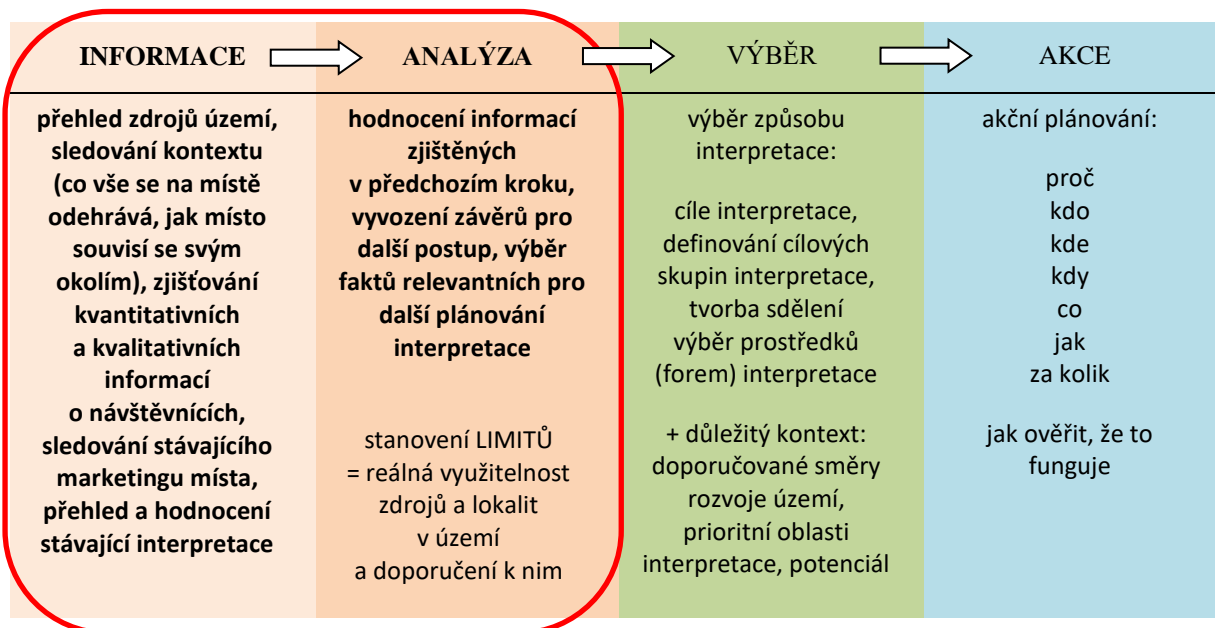 INFORMACE
ANALÝZA
VÝBĚR
AKCE
přehled zdrojů území,
sledování kontextu
(co vše se na místě
odehrává, jak místo
souvisí se svým
okolím), zjišťování
kvantitativních
a kvalitativních
informací
o návštěvnících,
sledování stávajícího
marketingu místa,
přehled a hodnocení
stávající interpretace
hodnocení informací
zjištěných
v předchozím kroku,
vyvození závěrů pro
další postup, výběr
faktů relevantních pro
další plánování
interpretace
stanovení LIMITŮ
= reálná využitelnost
zdrojů a lokalit
v území
a doporučení k nim
výběr způsobu
interpretace:
cíle interpretace,
definování cílových
skupin interpretace,
tvorba sdělení
výběr prostředků
(forem) interpretace
+ důležitý kontext:
doporučované směry
rozvoje území,
prioritní oblasti
interpretace, potenciál
akční plánování:
proč
kdo
kde
kdy
co
jak
za kolik
jak ověřit, že to
funguje